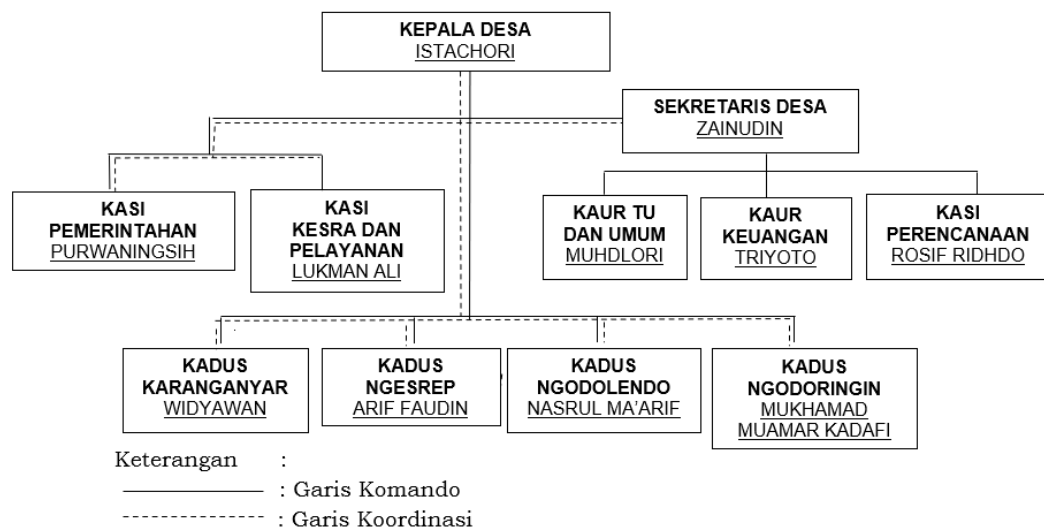 KEPALA DESA
ISTACHORI
SEKRETARIS DESA
ZAINUDIN
KASI
PEMERINTAHAN
PURWANINGSIH
KASI
KESRA DAN
PELAYANAN
LUKMAN ALI
KAUR TU
DAN UMUM
MUHDLORI
KAUR
KEUANGAN
TRIYOTO
KASI
PERENCANAAN
ROSIF RIDHDO
KADUS
KARANGANYAR
WIDYAWAN
KADUS
NGESREP
ARIF FAUDIN
KADUS
NGODOLENDO
NASRUL MA'ARIF
KADUS
NGODORINGIN
MUKHAMAD
MUAMAR KADAFI
Keterangan :
: Garis Komando
: Garis Koordinasi